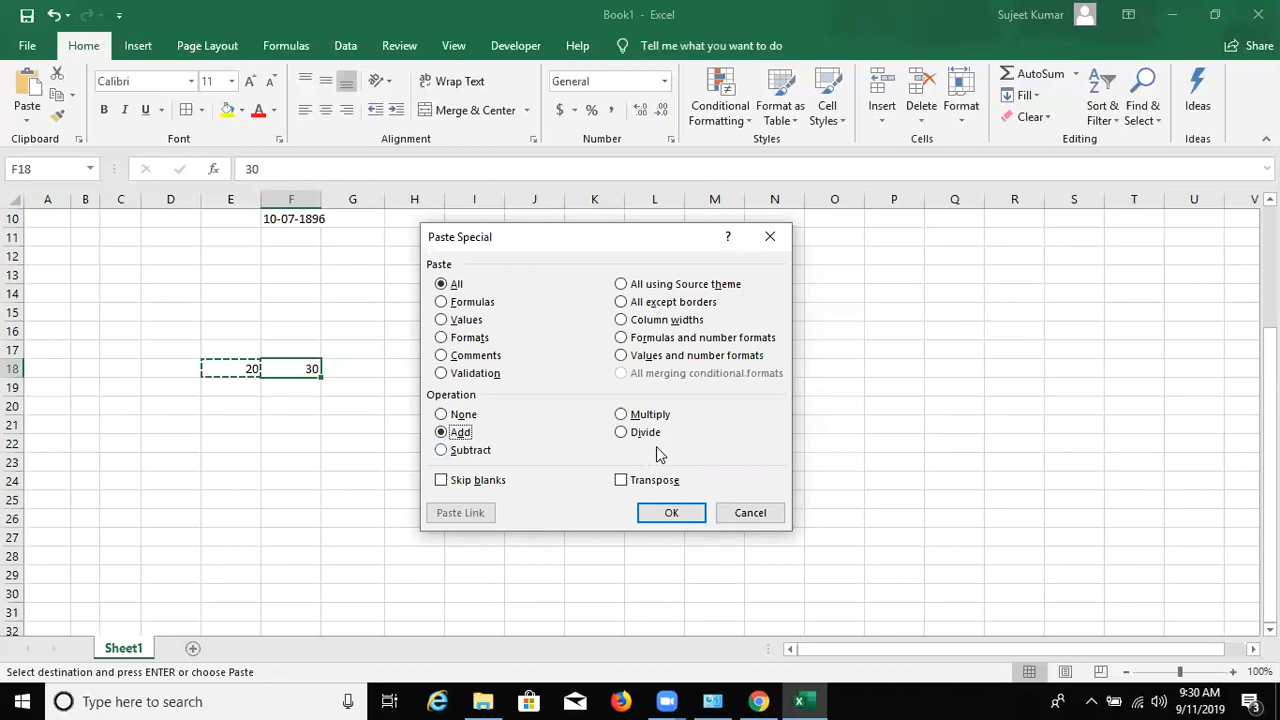 Book1 - Excel
Sujeet Kumar
File Home Insert Page Layout Formulas Data Review View Developer Help Tell me what you want to do Share
Calibri 11 Wrap Text General AutoSum
Paste Merge & Center Conditional Formatting Format as Table Cell Styles Insert Delete Format Fill Clear Sort & Filter Find & Select Ideas
Clipboard Font Alignment Number Styles Cells Editing Ideas
F18 fx 30
A B C D E F G H I J K L M N O P Q R S T U V
10 10-07-1896
11
12
13
14
15
16
17
18 20 30
19
20
21
22
23
24
25
26
27
28
29
30
31
32
Paste Special ?
Paste
All All using Source theme
Formulas All except borders
Values Column widths
Formats Formulas and number formats
Comments Values and number formats
Validation All merging conditional formats
Operation
None Multiply
Add Divide
Subtract
Skip blanks Transpose
Paste Link OK Cancel
Sheet1
Select destination and press ENTER or choose Paste 100%
Type here to search
9:30 AM
9/11/2019
3